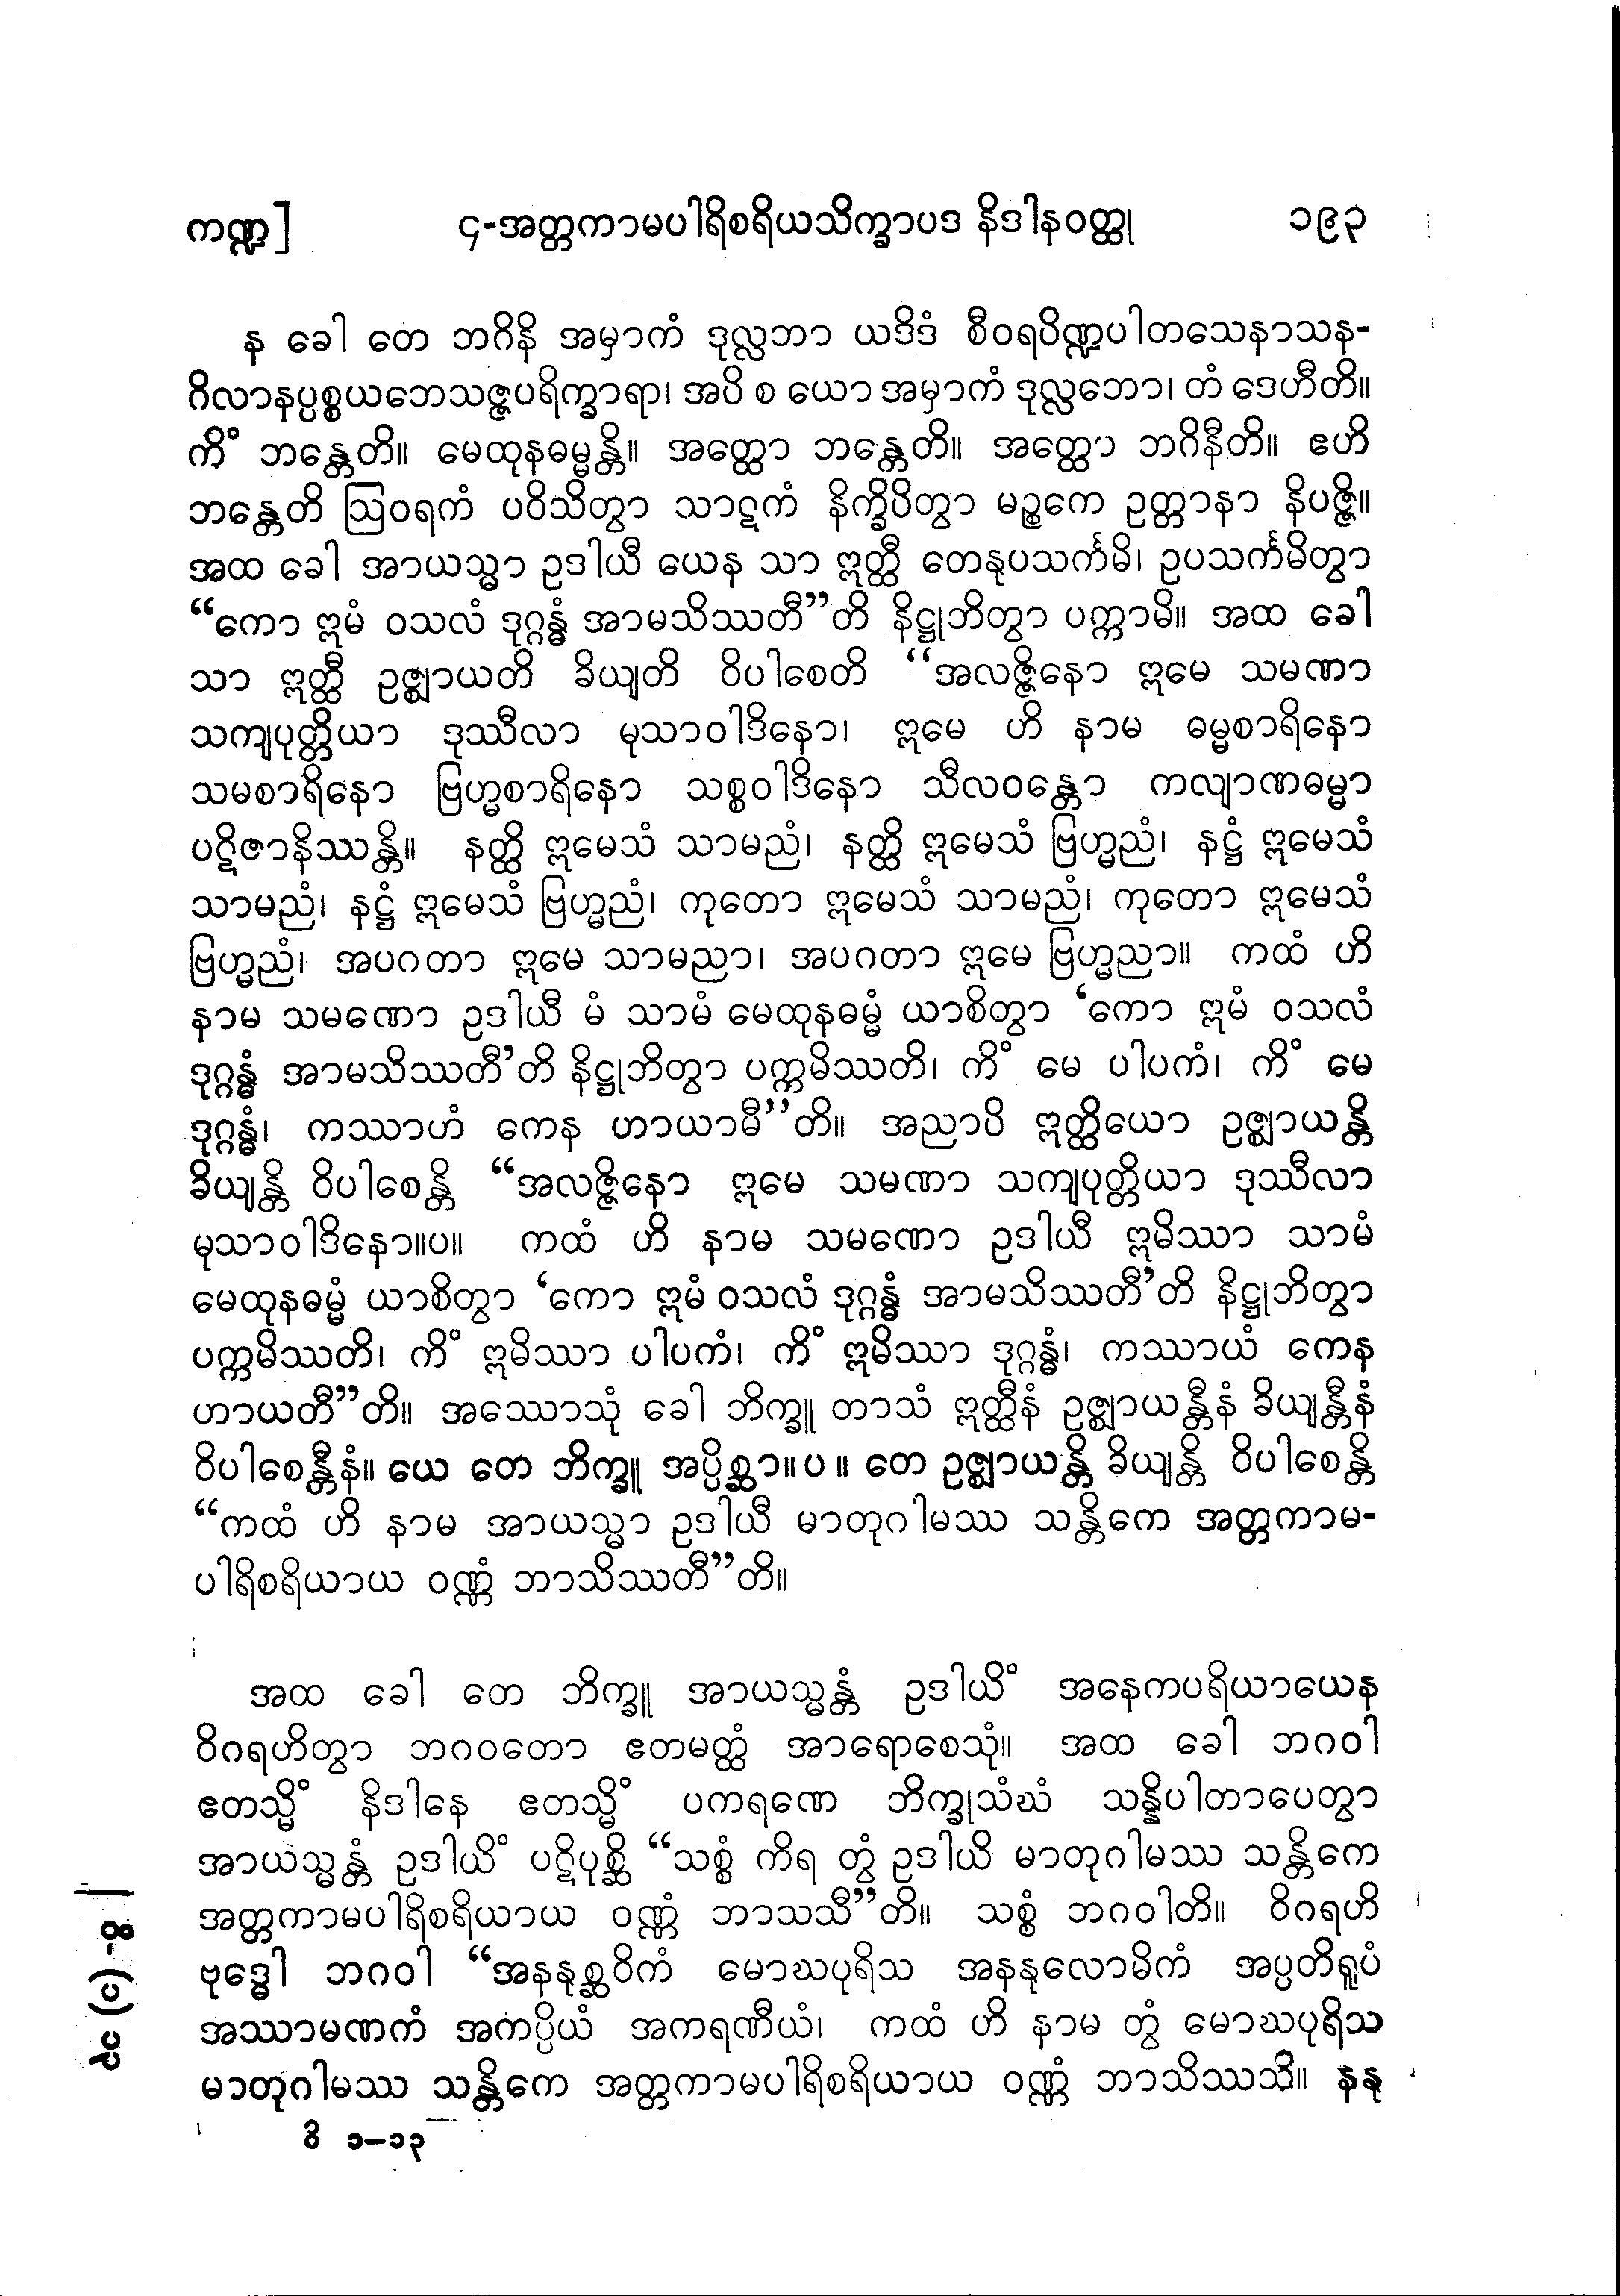 ကဏ္ဍ] ၄-အတ္တကာမပါရိစရိယသိက္ခာပဒ နိဒါနဝတ္ထု ၁၉၃
န ခေါ တေ ဘဂိနိ အမှာကံ ဒုလ္လဘာ ယဒိဒံ စီဝရပိဏ္ဍပါတသေနာသန-
ဂိလာနပ္ပစ္စယဘေသဇ္ဇပရိက္ခာရာ၊ အပိ စ ယော အမှာကံ ဒုလ္လဘော၊ တံ ဒေဟီတိ။
ကိံ ဘန္တေတိ။ မေထုနဓမ္မန္တိ။ အတ္ထော ဘန္တေတိ။ အတ္ထော ဘဂိနီတိ။ ဧဟိ
ဘန္တေတိ ဩဝရကံ ပဝိသိတွာ သာဋကံ နိက္ခိပိတွာ မဉ္စကေ ဥတ္တာနာ နိပဇ္ဇိ။
အထ ခေါ အာယသ္မာ ဥဒါယီ ယေန သာ ဣတ္ထီ တေနုပသင်္ကမိ၊ ဥပသင်္ကမိတွာ
“ကော ဣမံ ဝသလံ ဒုဂ္ဂန္ဓံ အာမသိဿတီ”တိ နိဋ္ဌုဘိတွာ ပက္ကာမိ။ အထ ခေါ
သာ ဣတ္ထီ ဥဇ္ဈာယတိ ခိယျတိ ဝိပါစေတိ “အလဇ္ဇိနော ဣမေ သမဏာ
သကျပုတ္တိယာ ဒုဿီလာ မုသာဝါဒိနော၊ ဣမေ ဟိ နာမ ဓမ္မစာရိနော
သမစာရိနော ဗြဟ္မစာရိနော သစ္စဝါဒိနော သီလဝန္တော ကလျာဏဓမ္မာ
ပဋိဇာနိဿန္တိ။ နတ္ထိ ဣမေသံ သာမညံ၊ နတ္ထိ ဣမေသံ ဗြဟ္မညံ၊ နဋ္ဌံ ဣမေသံ
သာမညံ၊ နဋ္ဌံ ဣမေသံ ဗြဟ္မညံ၊ ကုတော ဣမေသံ သာမညံ၊ ကုတော ဣမေသံ
ဗြဟ္မညံ၊ အပဂတာ ဣမေ သာမညာ၊ အပဂတာ ဣမေ ဗြဟ္မညာ။ ကထံ ဟိ
နာမ သမဏော ဥဒါယီ မံ သာမံ မေထုနဓမ္မံ ယာစိတွာ ‘ကော ဣမံ ဝသလံ
ဒုဂ္ဂန္ဓံ အာမသိဿတီ’တိ နိဋ္ဌုဘိတွာ ပက္ကမိဿတိ၊ ကိံ မေ ပါပကံ၊ ကိံ မေ
ဒုဂ္ဂန္ဓံ၊ ကဿာဟံ ကေန ဟာယာမီ”တိ။ အညာပိ ဣတ္ထိယော ဥဇ္ဈာယန္တိ
ခိယျန္တိ ဝိပါစေန္တိ “အလဇ္ဇိနော ဣမေ သမဏာ သကျပုတ္တိယာ ဒုဿီလာ
မုသာဝါဒိနော။ပ။ ကထံ ဟိ နာမ သမဏော ဥဒါယီ ဣမိဿာ သာမံ
မေထုနဓမ္မံ ယာစိတွာ ‘ကော ဣမံ ဝသလံ ဒုဂ္ဂန္ဓံ အာမသိဿတီ’တိ နိဋ္ဌုဘိတွာ
ပက္ကမိဿတိ၊ ကိံ ဣမိဿာ ပါပကံ၊ ကိံ ဣမိဿာ ဒုဂ္ဂန္ဓံ၊ ကဿာယံ ကေန
ဟာယတီ”တိ။ အဿောသုံ ခေါ ဘိက္ခူ တာသံ ဣတ္ထီနံ ဥဇ္ဈာယန္တီနံ ခိယျန္တီနံ
ဝိပါစေန္တီနံ။ ယေ တေ ဘိက္ခူ အပ္ပိစ္ဆာ။ပ။ တေ ဥဇ္ဈာယန္တိ ခိယျန္တိ ဝိပါစေန္တိ
“ကထံ ဟိ နာမ အာယသ္မာ ဥဒါယီ မာတုဂါမဿ သန္တိကေ အတ္တကာမ-
ပါရိစရိယာယ ဝဏ္ဏံ ဘာသိဿတီ”တိ။
အထ ခေါ တေ ဘိက္ခူ အာယသ္မန္တံ ဥဒါယိံ အနေကပရိယာယေန
ဝိဂရဟိတွာ ဘဂဝတော ဧတမတ္ထံ အာရောစေသုံ။ အထ ခေါ ဘဂဝါ
ဧတသ္မိံ နိဒါနေ ဧတသ္မိံ ပကရဏေ ဘိက္ခုသံဃံ သန္နိပါတာပေတွာ
အာယသ္မန္တံ ဥဒါယိံ ပဋိပုစ္ဆိ “သစ္စံ ကိရ တွံ ဥဒါယိ မာတုဂါမဿ သန္တိကေ
အတ္တကာမပါရိစရိယာယ ဝဏ္ဏံ ဘာသသီ”တိ။ သစ္စံ ဘဂဝါတိ။ ဝိဂရဟိ
ဗုဒ္ဓေါ ဘဂဝါ “အနနုစ္ဆဝိကံ မောဃပုရိသ အနနုလောမိကံ အပ္ပတိရူပံ
အဿာမဏကံ အကပ္ပိယံ အကရဏီယံ၊ ကထံ ဟိ နာမ တွံ မောဃပုရိသ
မာတုဂါမဿ သန္တိကေ အတ္တကာမပါရိစရိယာယ ဝဏ္ဏံ ဘာသိဿသိ။ နနု
ဝိ ၁–၁၃